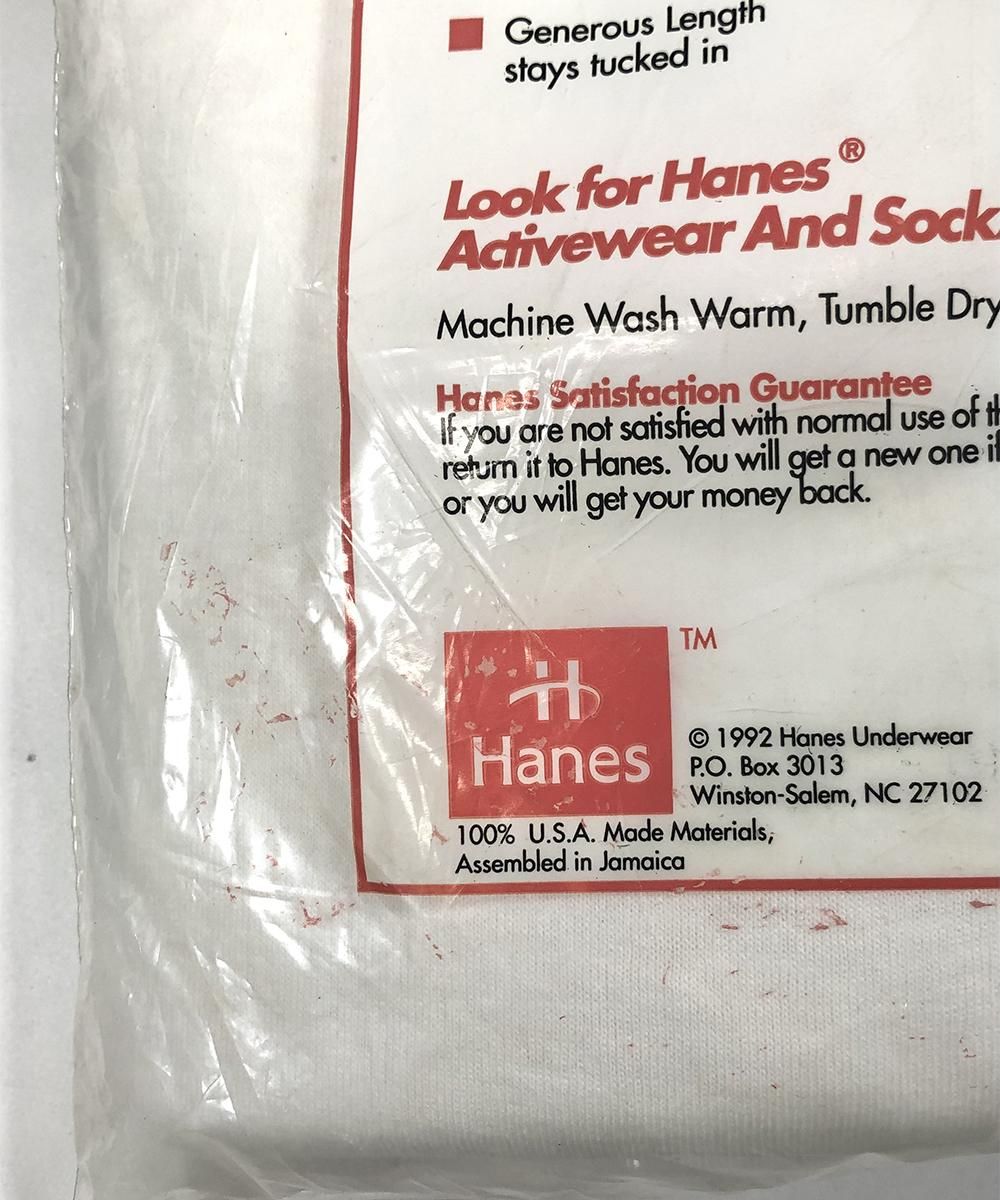 Generous Length
stays tucked in
Look for Hanes®
Activewear And Sock
Machine Wash Warm, Tumble Dry
Hanes Satisfaction Guarantee
If you are not satisfied with normal use of
return it to Hanes. You will get a new one
or you will get your money back.
H
Hanes
TM
© 1992 Hanes Underwear
P.O. Box 3013
Winston-Salem, NC 27102
100% U.S.A. Made Materials,
Assembled in Jamaica